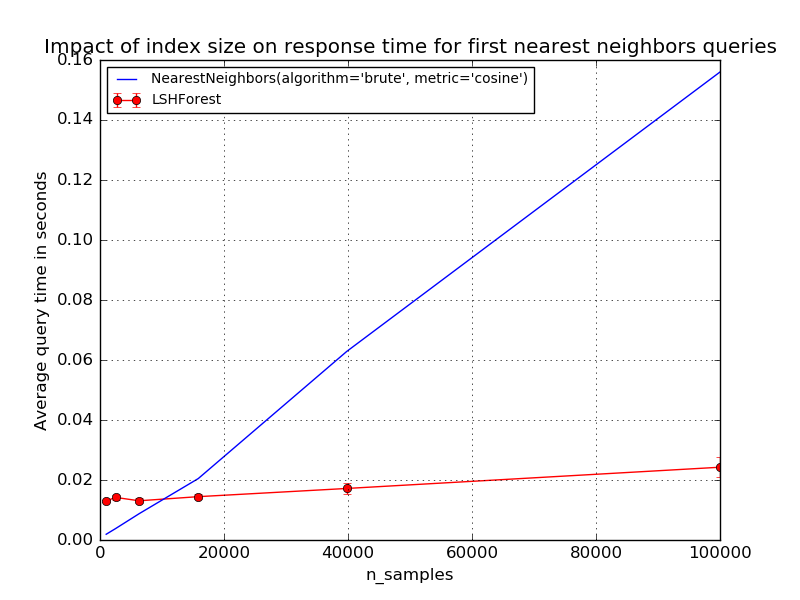 Impact of index size on response time for first nearest neighbors queries
NearestNeighbors(algorithm='brute', metric='cosine')
LSHForest
Average query time in seconds
0.16
0.14
0.12
0.10
0.08
0.06
0.04
0.02
0.00
0 20000 40000 60000 80000 100000
n_samples